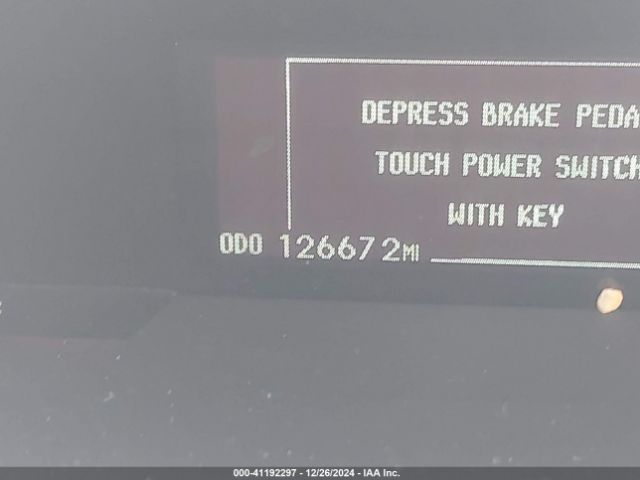 DEPRESS BRAKE PEDA
TOUCH POWER SWITCH
WITH KEY
ODO 126672MI
000-41192297 - 12/26/2024 - IAA Inc.